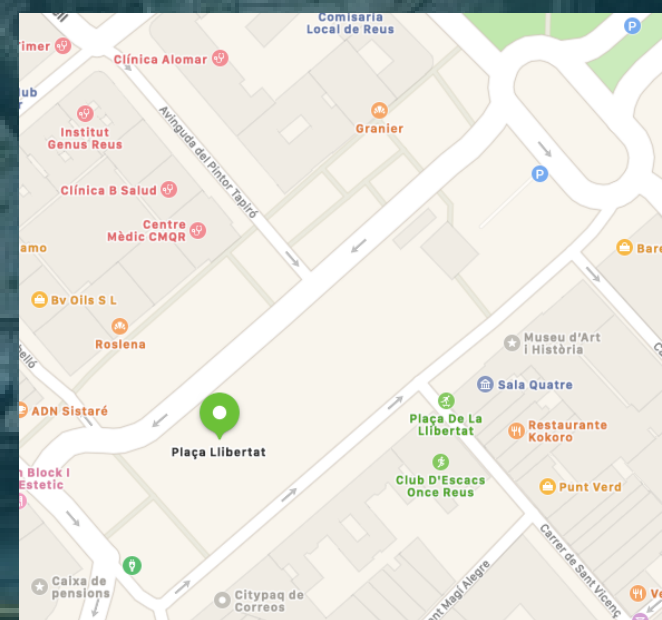 Comisaria
Local de Reus
P
Clínica Alomar
Granier
Institut
Genus Reus
Avinguda del Pintor Tapiró
P
Clínica B Salud
Centre
Mèdic CMQR
Bv Oils S L
Roslena
Museu d'Art
i Història
Sala Quatre
ADN Sistaré
Plaça De La
Llibertat
Restaurante
Kokoro
Plaça Llibertat
Club D'Escacs
Once Reus
Punt Verd
Carrer de Sant Vicenç
Caixa de
pensions
Citypaq de
Correos
Magí Alegre